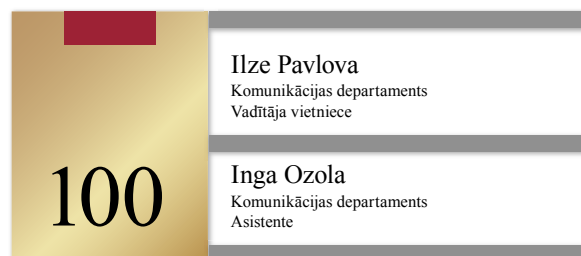 100
Ilze Pavlova
Komunikācijas departaments
Vadītāja vietniece
Inga Ozola
Komunikācijas departaments
Asistente